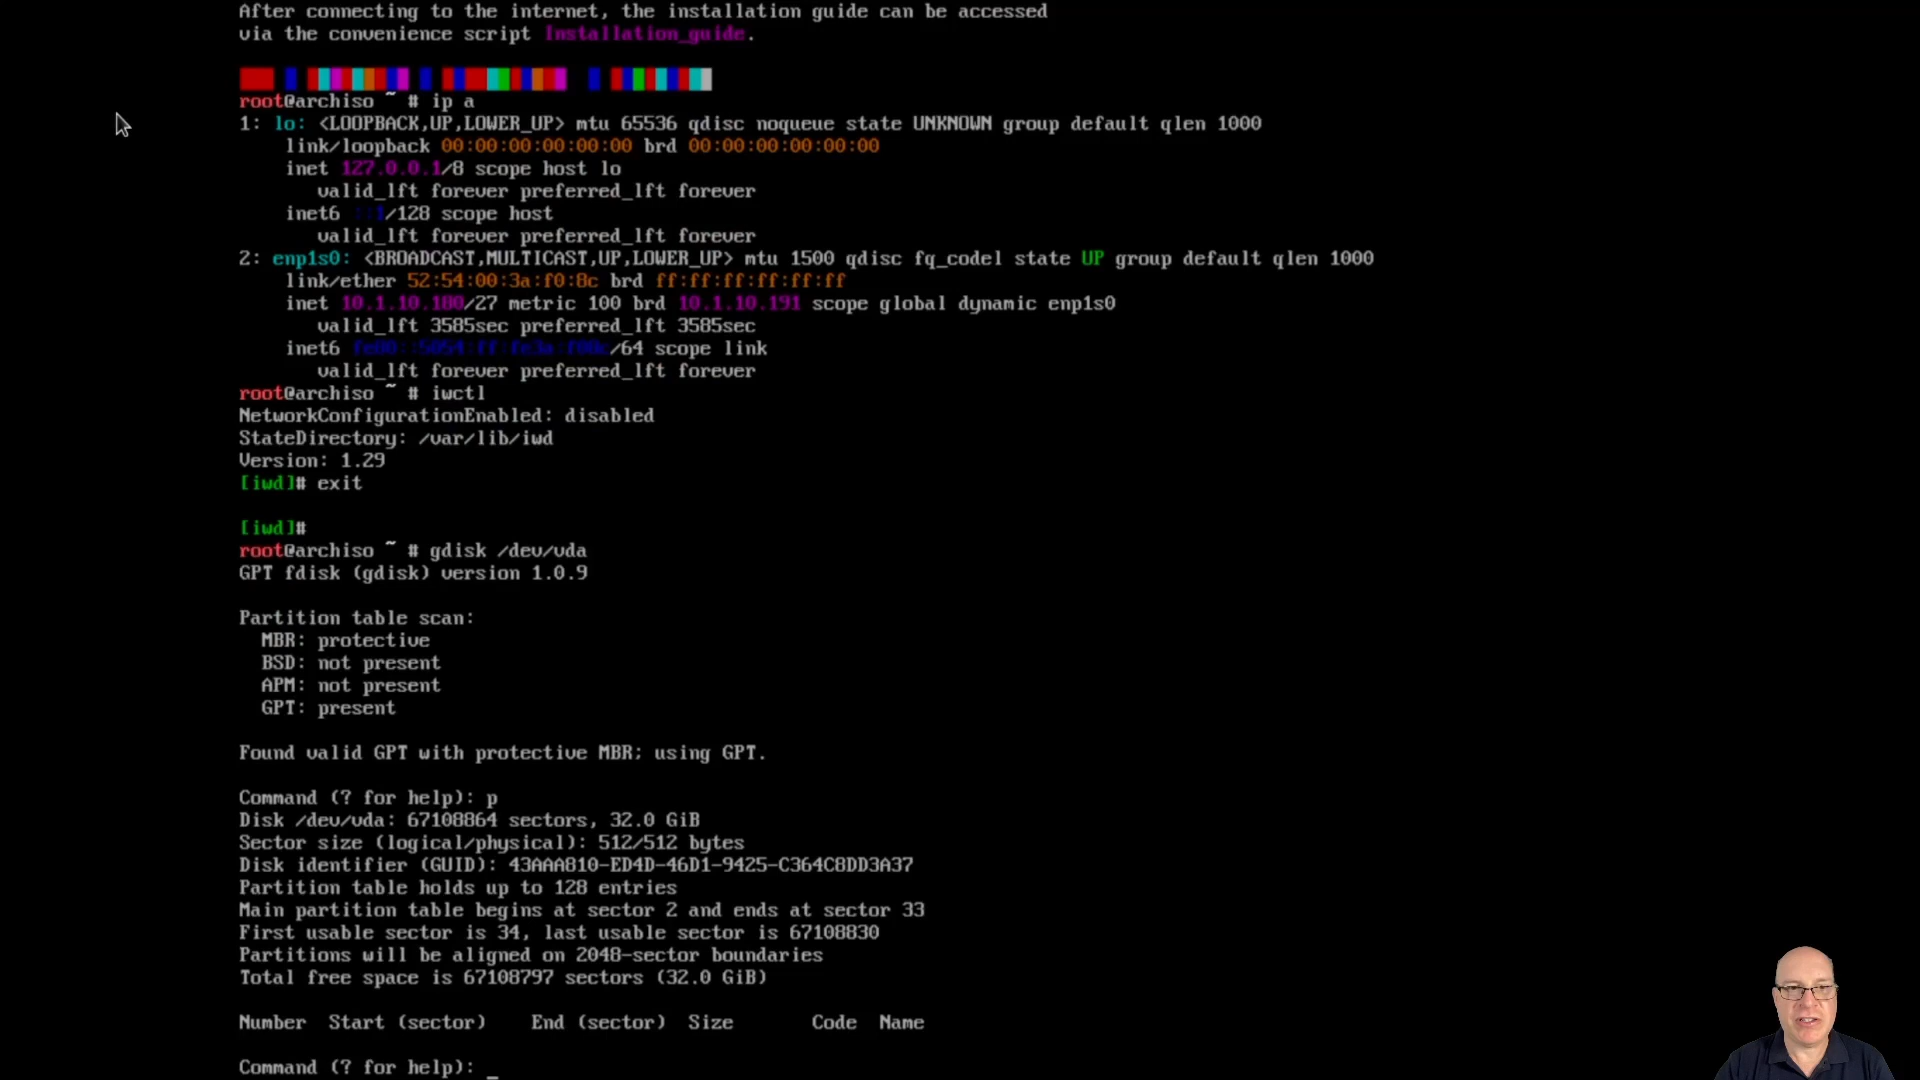 After connecting to the internet, the installation guide can be accessed
via the convenience script Installation_guide.
root@archiso ~ # ip a
1: lo: <LOOPBACK,UP,LOWER_UP> mtu 65536 qdisc noqueue state UNKNOWN group default qlen 1000
link/loopback 00:00:00:00:00:00 brd 00:00:00:00:00:00
inet 127.0.0.1/8 scope host lo
valid_lft forever preferred_lft forever
inet6 ::1/128 scope host
valid_lft forever preferred_lft forever
2: enp1s0: <BROADCAST,MULTICAST,UP,LOWER_UP> mtu 1500 qdisc fq_codel state UP group default qlen 1000
link/ether 52:54:00:3a:f0:8c brd ff:ff:ff:ff:ff:ff
inet 10.1.10.180/27 metric 100 brd 10.1.10.191 scope global dynamic enp1s0
valid_lft 3585sec preferred_lft 3585sec
inet6 fe80::5054:ff:fe3a:f08c/64 scope link
valid_lft forever preferred_lft forever
root@archiso ~ # iwctl
NetworkConfigurationEnabled: disabled
StateDirectory: /var/lib/iwd
Version: 1.29
[iwd]# exit
[iwd]#
root@archiso ~ # gdisk /dev/vda
GPT fdisk (gdisk) version 1.0.9
Partition table scan:
MBR: protective
BSD: not present
APM: not present
GPT: present
Found valid GPT with protective MBR; using GPT.
Command (? for help): p
Disk /dev/vda: 67108864 sectors, 32.0 GiB
Sector size (logical/physical): 512/512 bytes
Disk identifier (GUID): 43AAA810-ED4D-46D1-9425-C364C8DD3A37
Partition table holds up to 128 entries
Main partition table begins at sector 2 and ends at sector 33
First usable sector is 34, last usable sector is 67108830
Partitions will be aligned on 2048-sector boundaries
Total free space is 67108797 sectors (32.0 GiB)
Number Start (sector) End (sector) Size Code Name
Command (? for help): _